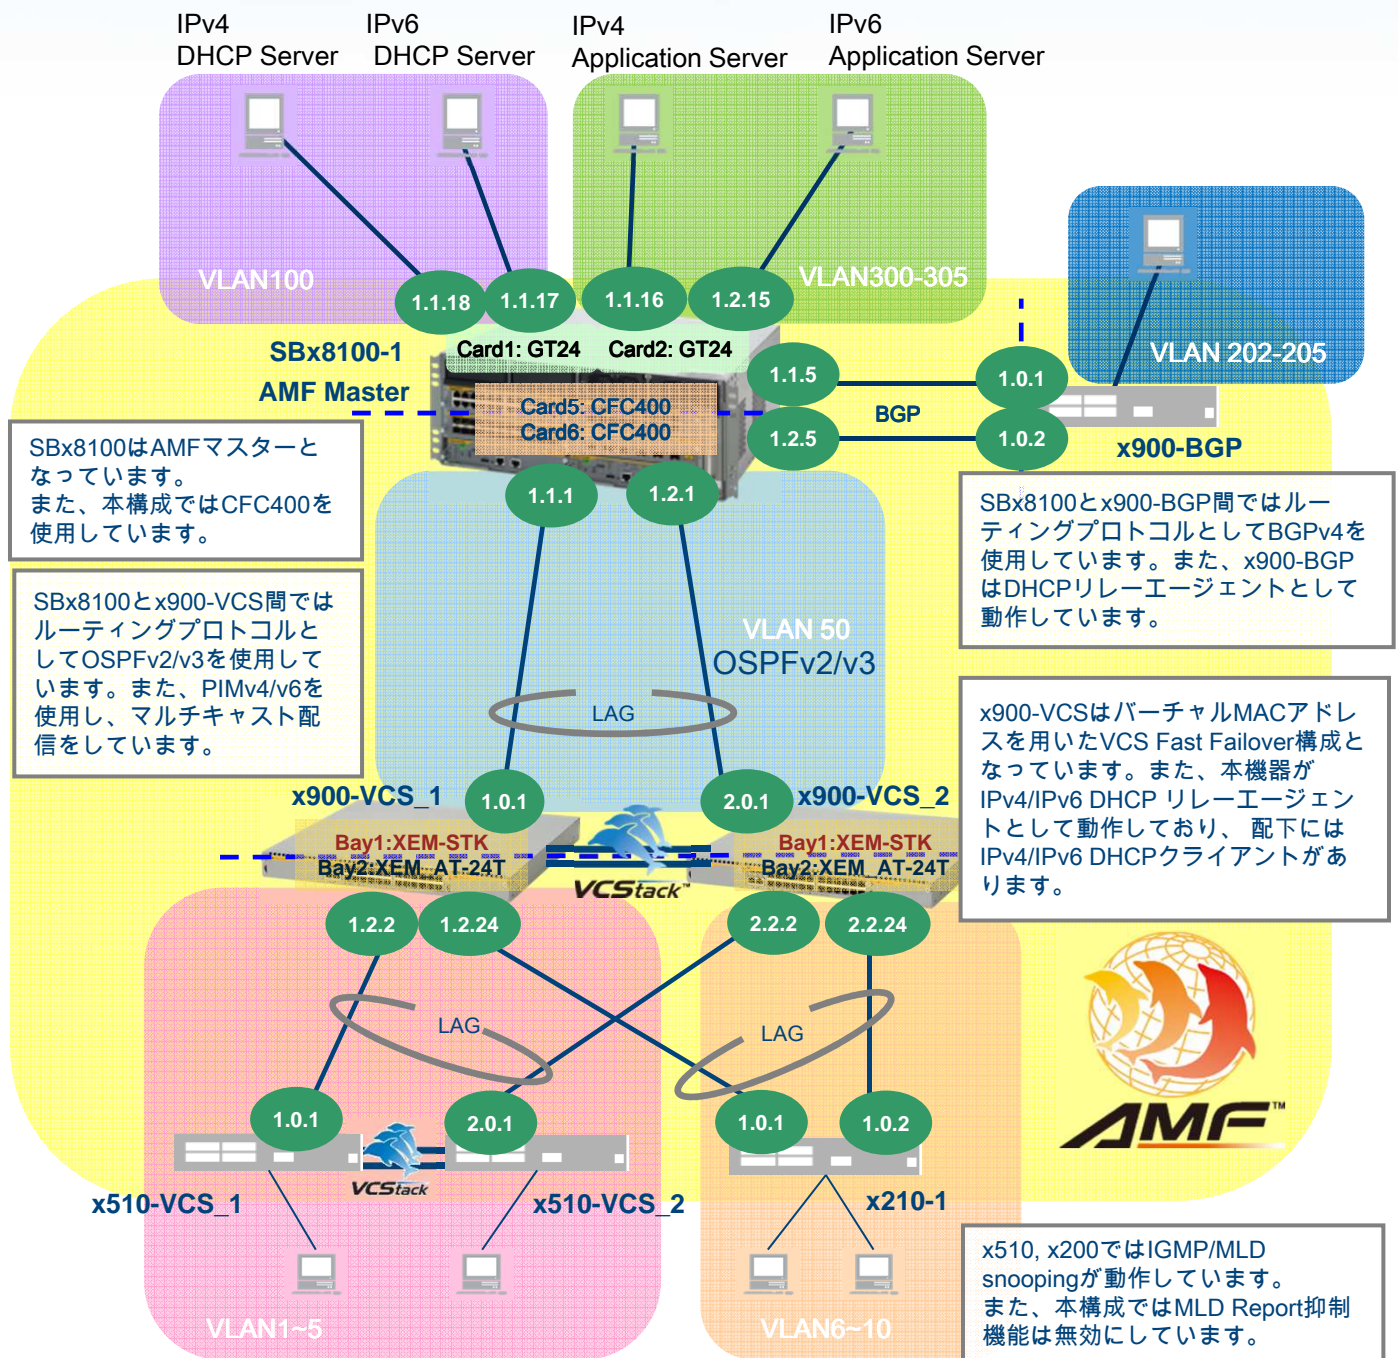 IPv4
DHCP Server
IPv6
DHCP Server
IPv4
Application Server
IPv6
Application Server
VLAN100
VLAN300-305
1.1.18
1.1.17
1.1.16
1.2.15
VLAN 202-205
SBx8100-1
AMF Master
Card1: GT24
Card2: GT24
Card5: CFC400
Card6: CFC400
1.1.5
1.2.5
BGP
1.0.1
1.0.2
x900-BGP
SBx8100はAMFマスターと
なっています。
また、本構成ではCFC400を
使用しています。
1.1.1
1.2.1
SBx8100とx900-BGP間ではルー
ティングプロトコルとしてBGPv4を
使用しています。また、x900-BGP
はDHCPリレーエージェントとして
動作しています。
SBx8100とx900-VCS間では
ルーティングプロトコルと
してOSPFv2/v3を使用して
います。また、PIMv4/v6を
使用し、マルチキャスト配
信をしています。
VLAN 50
OSPFv2/v3
LAG
x900-VCSはバーチャルMACアドレ
スを用いたVCS Fast Failover構成と
なっています。また、本機器が
IPv4/IPv6 DHCP リレーエージェン
トとして動作しており、 配下には
IPv4/IPv6 DHCPクライアントがあ
ります。
x900-VCS_1
1.0.1
2.0.1
x900-VCS_2
Bay1:XEM-STK
Bay2:XEM_AT-24T
VCStack™
Bay1:XEM-STK
Bay2:XEM_AT-24T
1.2.2
1.2.24
2.2.2
2.2.24
LAG
LAG
1.0.1
2.0.1
1.0.1
1.0.2
AMF™
VCStack
x510-VCS_1
x510-VCS_2
x210-1
VLAN1~5
VLAN6~10
x510, x200ではIGMP/MLD
snoopingが動作しています。
また、本構成ではMLD Report抑制
機能は無効にしています。